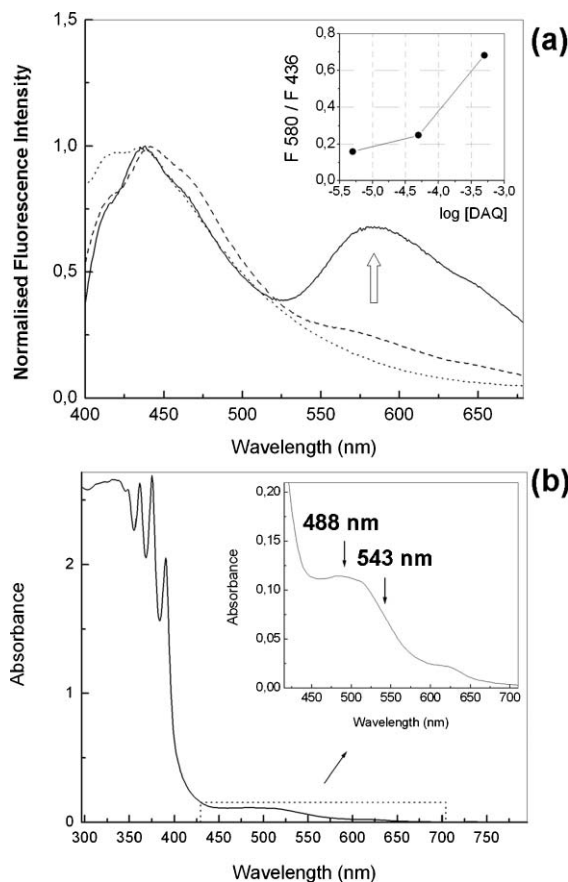 (a)
Normalised Fluorescence Intensity
1,5
1,0
0,5
0,0
400 450 500 550 600 650
Wavelength (nm)
F 580 / F 436
0,8
0,6
0,4
0,2
0,0
-5,5 -5,0 -4,5 -4,0 -3,5 -3,0
log [DAQ]
(b)
Absorbance
2
1
0
300 350 400 450 500 550 600 650 700 750
Wavelength (nm)
Absorbance
0,20
0,15
0,10
0,05
0,00
488 nm
543 nm
450 500 550 600 650 700
Wavelength (nm)